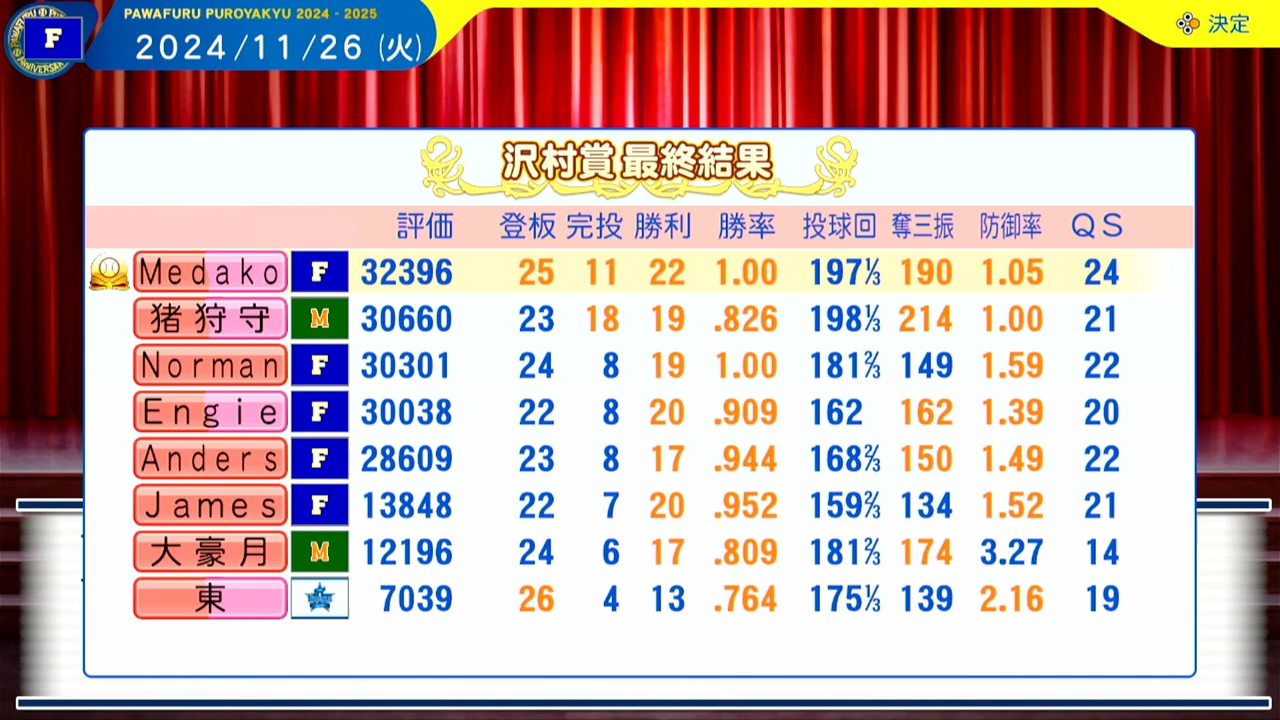 PAWAFURU PUROYAKYU 2024 - 2025
F 2024/11/26 (火)
決定
沢村賞 最終結果
評価 登板 完投 勝利 勝率 投球回 奪三振 防御率 QS
Medako F 32396 25 11 22 1.00 197⅓ 190 1.05 24
猪狩守 M 30660 23 18 19 .826 198⅓ 214 1.00 21
Norman F 30301 24 8 19 1.00 181⅔ 149 1.59 22
Engie F 30038 22 8 20 .909 162 162 1.39 20
Anders F 28609 23 8 17 .944 168⅔ 150 1.49 22
James F 13848 22 7 20 .952 159⅔ 134 1.52 21
大豪月 M 12196 24 6 17 .809 181⅔ 174 3.27 14
東 7039 26 4 13 .764 175⅓ 139 2.16 19